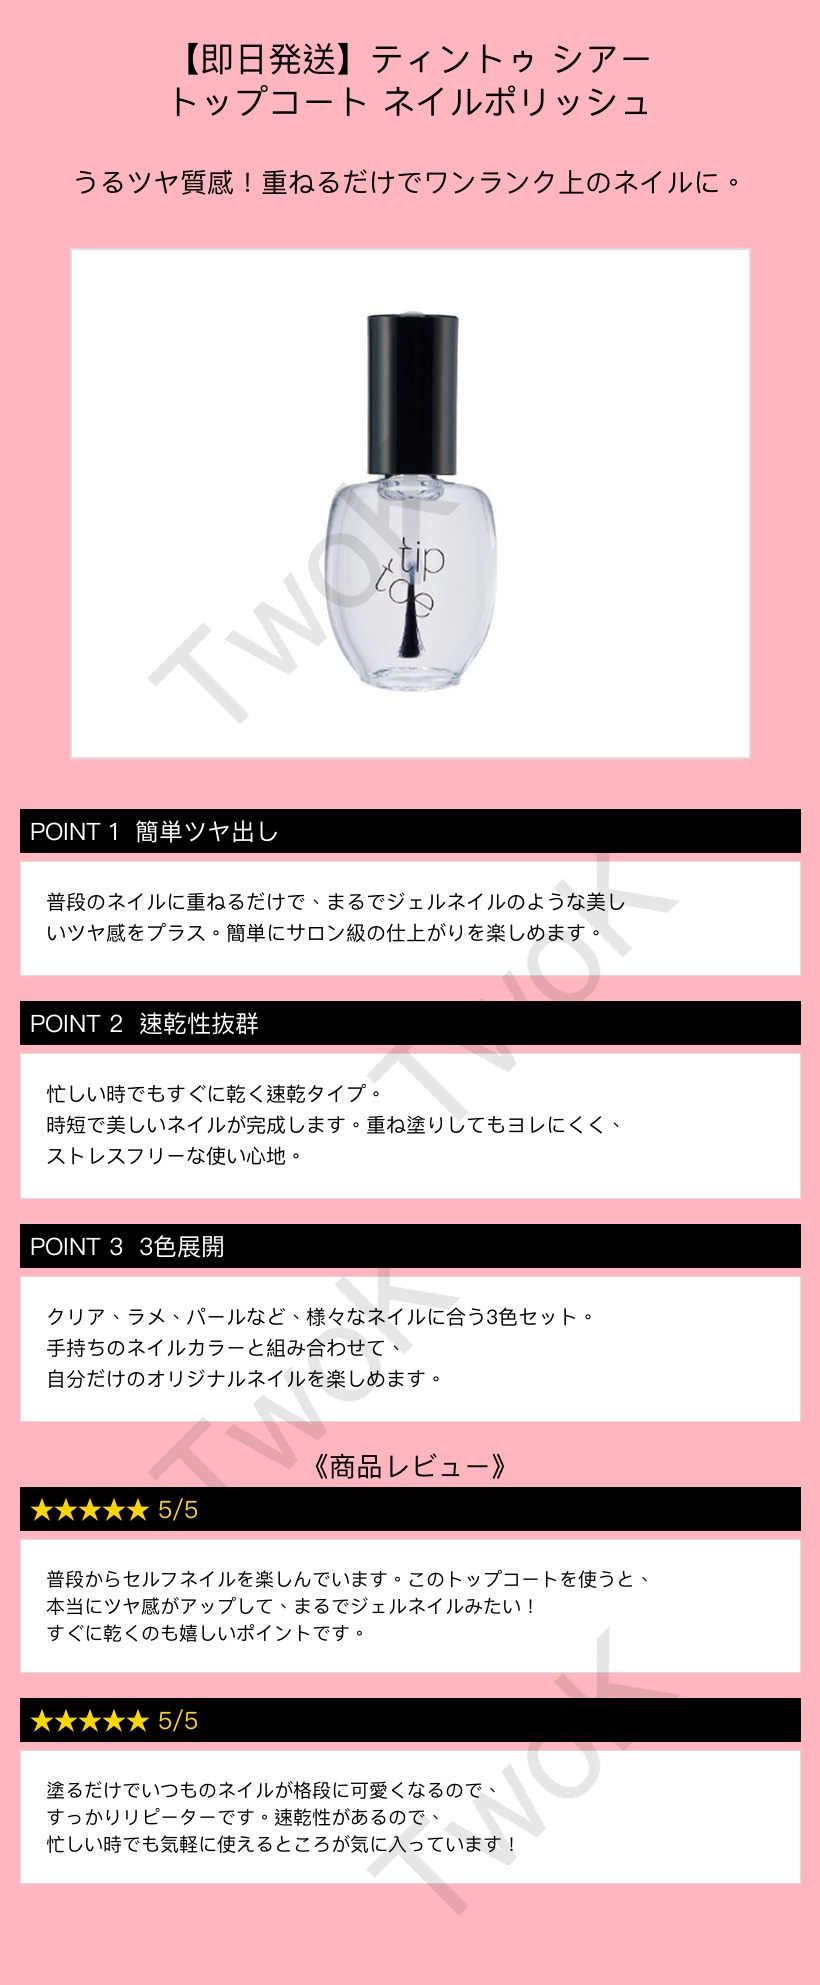 【即日発送】ティントゥ シアー
トップコート ネイルポリッシュ
うるツヤ質感！重ねるだけでワンランク上のネイルに。
tip
toe
TwoK
POINT 1 簡単ツヤ出し
普段のネイルに重ねるだけで、まるでジェルネイルのような美し
いツヤ感をプラス。簡単にサロン級の仕上がりを楽しめます。
TwoK
POINT 2 速乾性抜群
忙しい時でもすぐに乾く速乾タイプ。
時短で美しいネイルが完成します。重ね塗りしてもヨレにくく、
ストレスフリーな使い心地。
POINT 3 3色展開
クリア、ラメ、パールなど、様々なネイルに合う3色セット。
手持ちのネイルカラーと組み合わせて、
自分だけのオリジナルネイルを楽しめます。
TwoK
《商品レビュー》
★★★★★ 5/5
普段からセルフネイルを楽しんでいます。このトップコートを使うと、
本当にツヤ感がアップして、まるでジェルネイルみたい！
すぐに乾くのも嬉しいポイントです。
★★★★★ 5/5
塗るだけでいつものネイルが格段に可愛くなるので、
すっかりリピーターです。速乾性があるので、
忙しい時でも気軽に使えるところが気に入っています！
TwoK